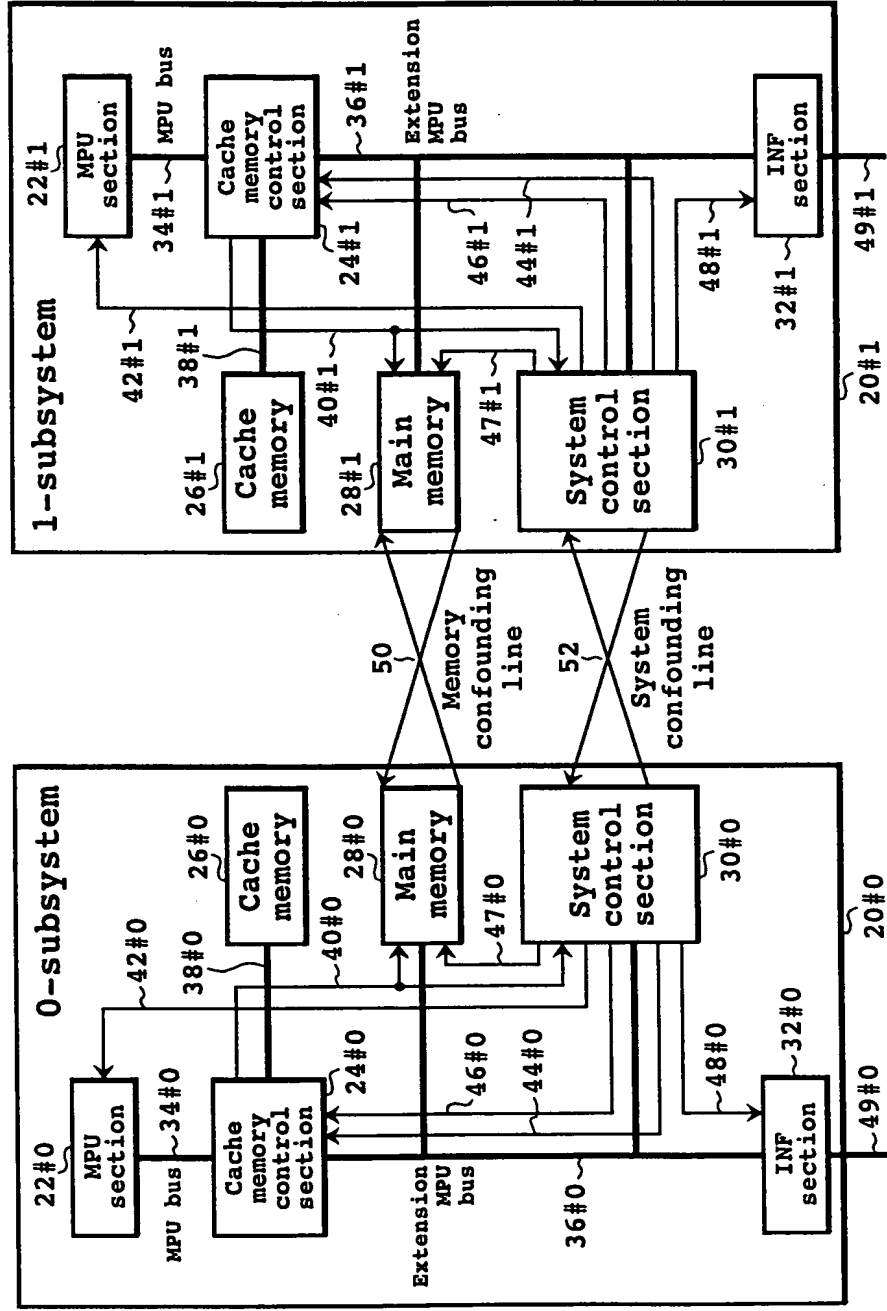 0-subsystem
22#0
MPU
section
MPU bus
34#0
42#0
Cache
memory
control
section
24#0
38#0
26#0
Cache
memory
40#0
28#0
Main
memory
Extension
MPU
bus
36#0
46#0
44#0
47#0
System
control
section
30#0
48#0
INF
section
32#0
49#0
20#0
50
Memory
confounding
line
52
System
confounding
line
1-subsystem
22#1
MPU
section
MPU bus
34#1
42#1
Cache
memory
control
section
24#1
38#1
26#1
Cache
memory
40#1
28#1
Main
memory
Extension
MPU
bus
36#1
46#1
44#1
47#1
System
control
section
30#1
48#1
INF
section
32#1
49#1
20#1